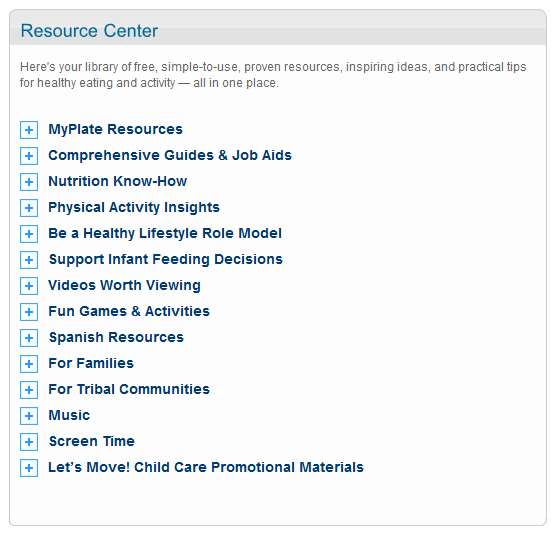 Resource Center
Here's your library of free, simple-to-use, proven resources, inspiring ideas, and practical tips
for healthy eating and activity — all in one place.
MyPlate Resources
Comprehensive Guides & Job Aids
Nutrition Know-How
Physical Activity Insights
Be a Healthy Lifestyle Role Model
Support Infant Feeding Decisions
Videos Worth Viewing
Fun Games & Activities
Spanish Resources
For Families
For Tribal Communities
Music
Screen Time
Let’s Move! Child Care Promotional Materials